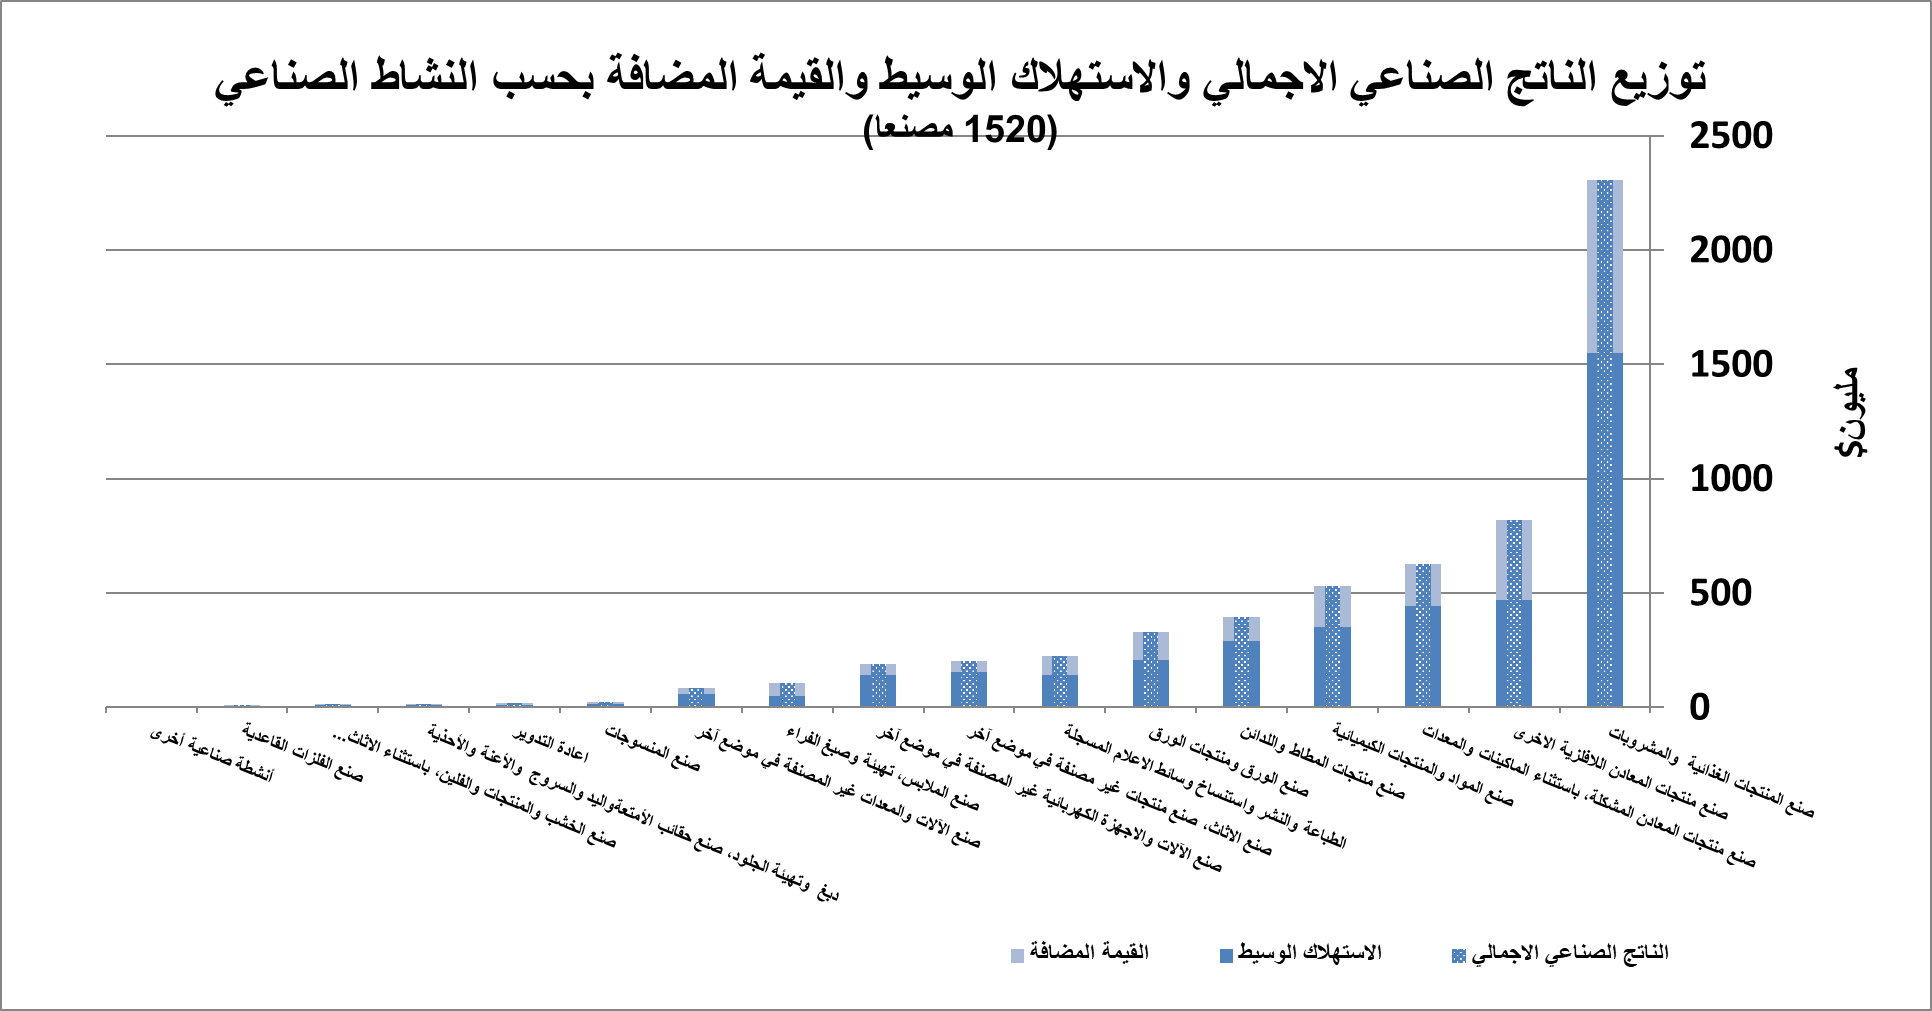 توزيع الناتج الصناعي الاجمالي والاستهلاك الوسيط والقيمة المضافة بحسب النشاط الصناعي
(1520 مصنعا)
2500
2000
1500
1000
500
0
مليون$
صنع المنتجات الغذائية والمشروبات
صنع منتجات المعادن اللافلزية الاخرى
صنع منتجات المعادن المشكلة، باستثناء الماكينات والمعدات
صنع المواد والمنتجات الكيميائية
صنع منتجات المطاط واللدائن
صنع الورق ومنتجات الورق
الطباعة والنشر واستنساخ وسائط الاعلام المسجلة
صنع الاثاث، صنع منتجات غير مصنفة في موضع آخر
صنع الآلات والاجهزة الكهربائية غير المصنفة في موضع آخر
صنع الملابس، تهيئة وصبغ الفراء
صنع الآلات والمعدات غير المصنفة في موضع آخر
صنع المنسوجات
اعادة التدوير
دبغ وتهيئة الجلود، صنع حقائب الأمتعةواليد والسروج والأعنة والأحذية
صنع الخشب والمنتجات والفلين، باستثناء الاثاث...
صنع الفلزات القاعدية
أنشطة صناعية أخرى
الناتج الصناعي الاجمالي
الاستهلاك الوسيط
القيمة المضافة